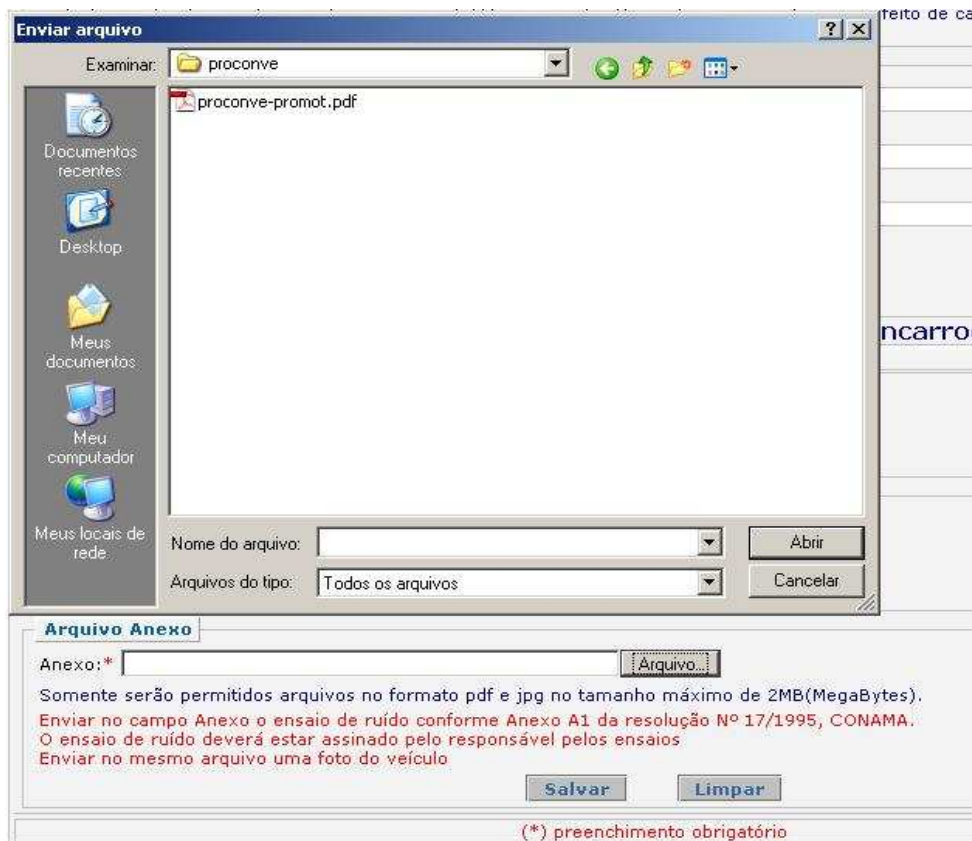 feito de ca
Enviar arquivo
Examinar: proconve
proconve-promot.pdf
Documentos
recentes
Desktop
Meus
documentos
Meu
computador
Meus locais de
rede
ncarro
Nome do arquivo:
Abrir
Arquivos do tipo: Todos os arquivos
Cancelar
Arquivo Anexo
Anexo:* Arquivo...
Somente serão permitidos arquivos no formato pdf e jpg no tamanho máximo de 2MB(MegaBytes).
Enviar no campo Anexo o ensaio de ruído conforme Anexo A1 da resolução Nº 17/1995, CONAMA.
O ensaio de ruído deverá estar assinado pelo responsável pelos ensaios
Enviar no mesmo arquivo uma foto do veículo
Salvar Limpar
(*) preenchimento obrigatório